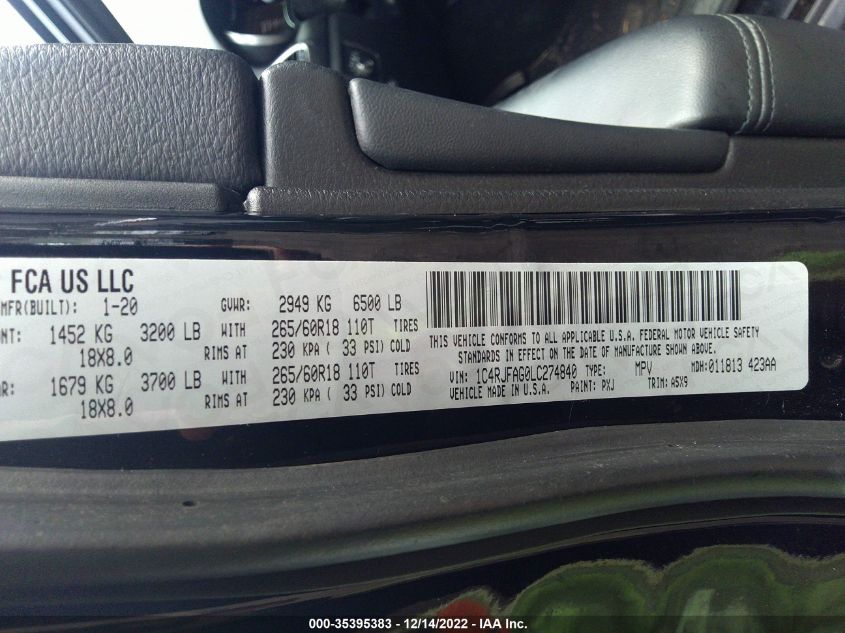 FCA US LLC
MFR(BUILT): 1-20 GVWR: 2949 KG 6500 LB
NT: 1452 KG 3200 LB WITH 265/60R18 110T TIRES
18X8.0 RIMS AT 230 KPA ( 33 PSI) COLD
R: 1679 KG 3700 LB WITH 265/60R18 110T TIRES
18X8.0 RIMS AT 230 KPA ( 33 PSI) COLD
THIS VEHICLE CONFORMS TO ALL APPLICABLE U.S.A. FEDERAL MOTOR VEHICLE SAFETY
STANDARDS IN EFFECT ON THE DATE OF MANUFACTURE SHOWN ABOVE.
VIN: 1C4RJFAG0LC274840 TYPE: MPV MDH:011813 423AA
VEHICLE MADE IN U.S.A. PAINT: PXJ TRIM: A5X9
000-35395383 - 12/14/2022 - IAA Inc.